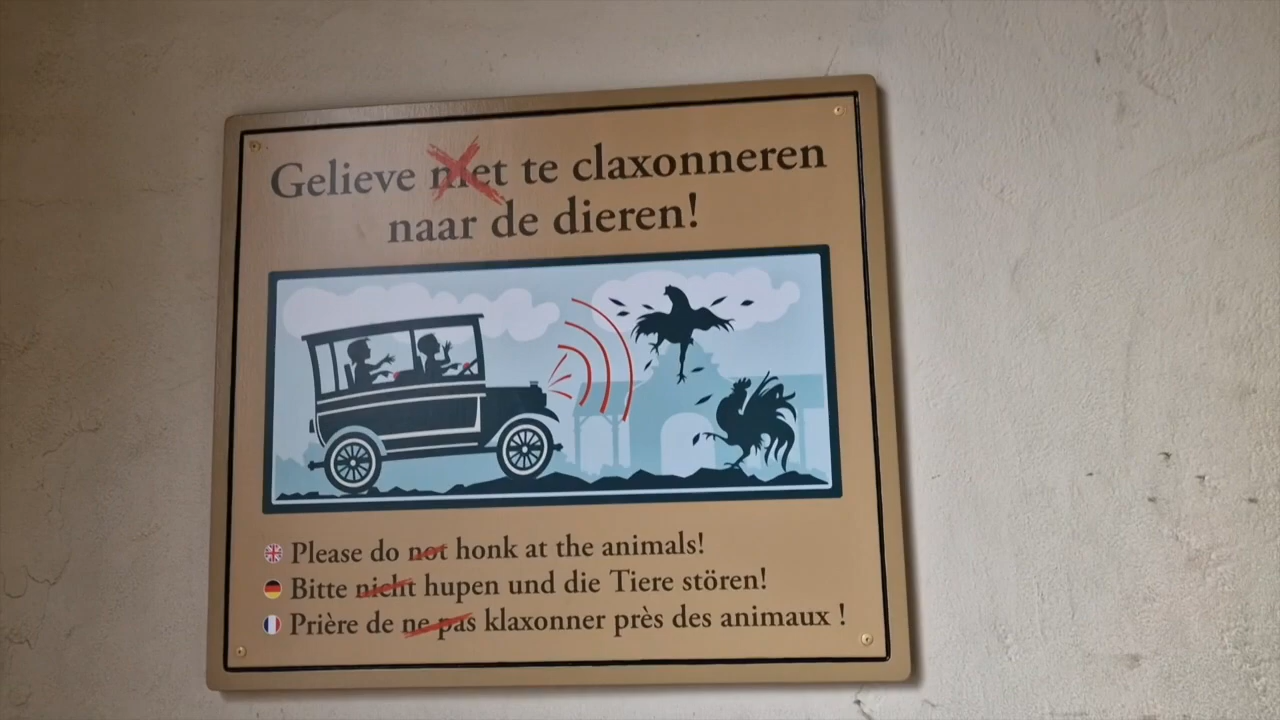 Gelieve niet te claxonneren
naar de dieren!
Please do not honk at the animals!
Bitte nicht hupen und die Tiere stören!
Prière de ne pas klaxonner près des animaux !